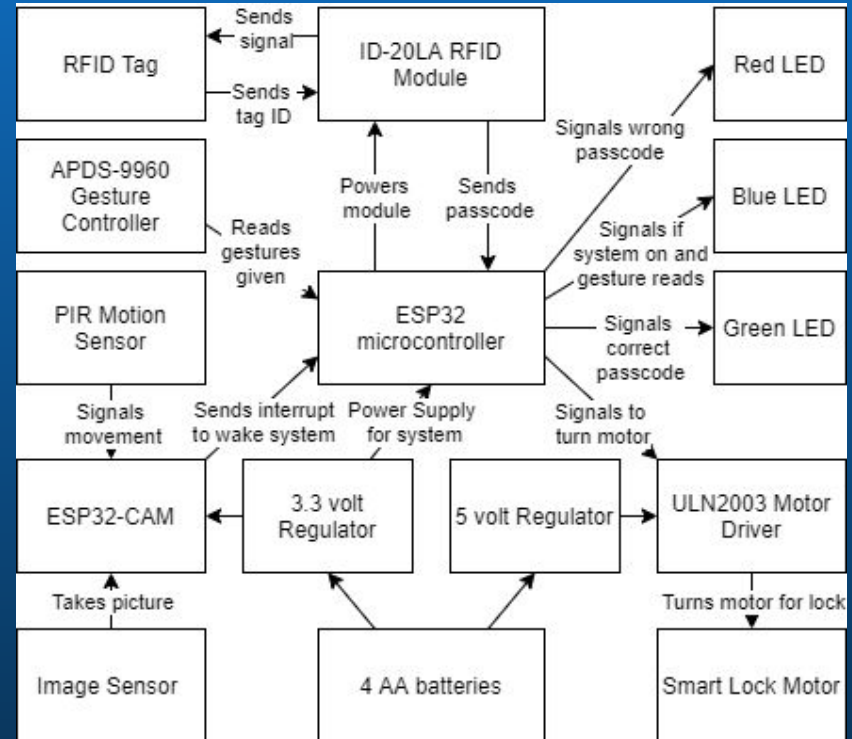 RFID Tag
Sends
signal
Sends
tag ID
ID-20LA RFID
Module
Red LED
APDS-9960
Gesture
Controller
Reads
gestures
given
Powers
module
Sends
passcode
Signals wrong
passcode
Blue LED
Signals if
system on and
gesture reads
PIR Motion
Sensor
ESP32
microcontroller
Signals
correct
passcode
Green LED
Signals
movement
Sends interrupt
to wake system
Power Supply
for system
Signals to
turn motor
ESP32-CAM
3.3 volt
Regulator
5 volt Regulator
ULN2003 Motor
Driver
Takes picture
Turns motor for lock
Image Sensor
4 AA batteries
Smart Lock Motor